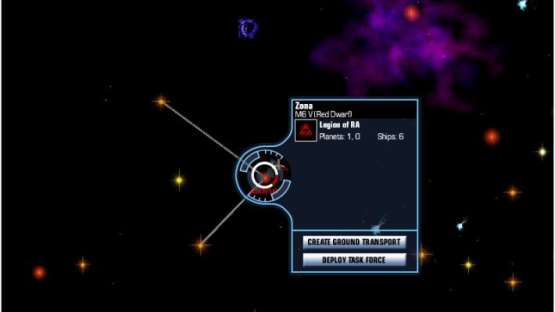 Zona
M6 V (Red Dwarf)
Legion of RA
Planets: 1, 0 Ships: 6
CREATE GROUND TRANSPORT
DEPLOY TASK FORCE